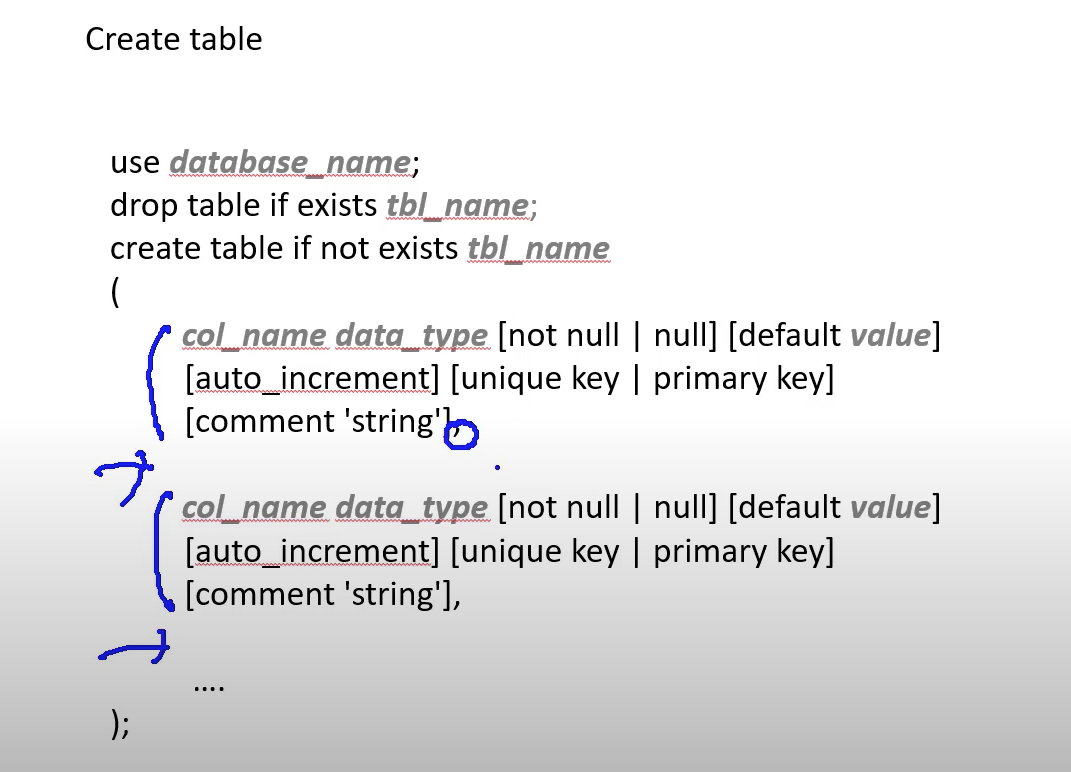 Create table
use database_name;
drop table if exists tbl_name;
create table if not exists tbl_name
(
col_name data_type [not null | null] [default value]
[auto_increment] [unique key | primary key]
[comment 'string'],
col_name data_type [not null | null] [default value]
[auto_increment] [unique key | primary key]
[comment 'string'],
....
);